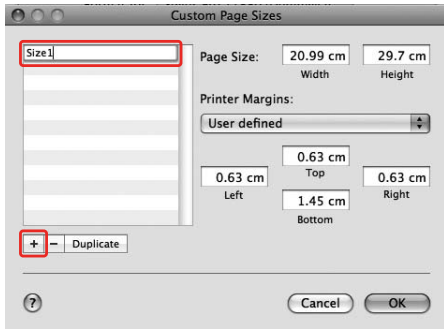 Custom Page Sizes
Size1
Page Size: 20.99 cm 29.7 cm
Width Height
Printer Margins:
User defined
0.63 cm
Top
0.63 cm 0.63 cm
Left Right
1.45 cm
Bottom
+ − Duplicate
? Cancel OK